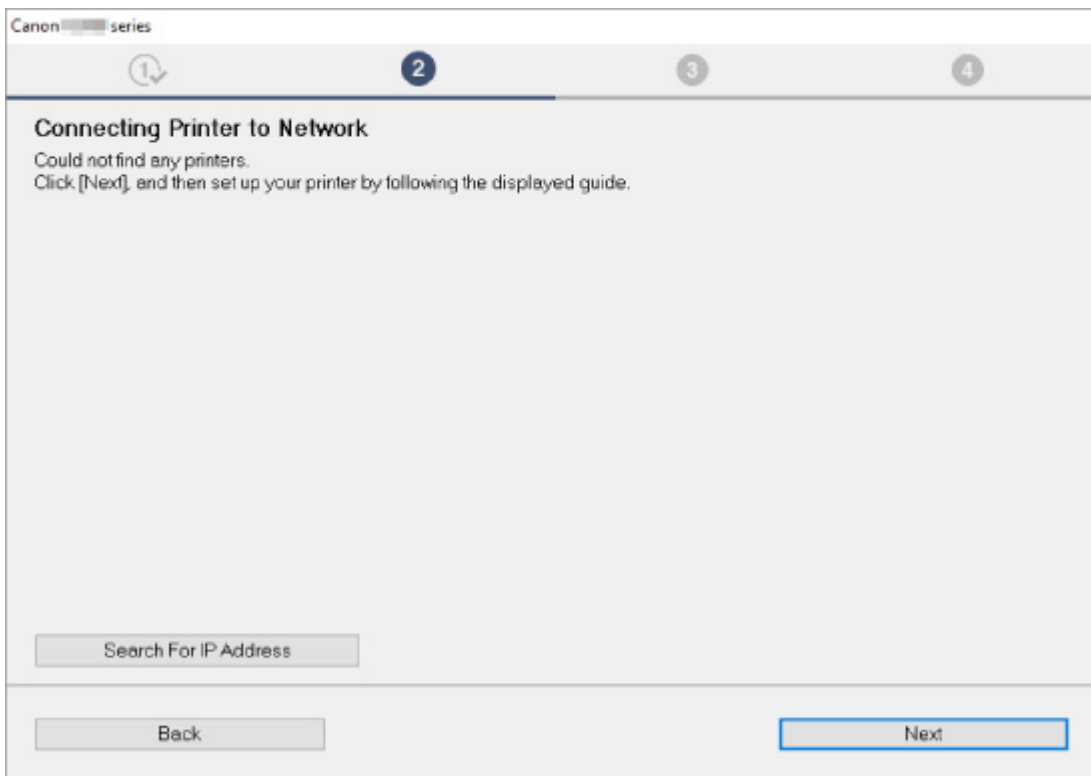 Canon series
1 2 3 4
Connecting Printer to Network
Could not find any printers.
Click [Next], and then set up your printer by following the displayed guide.
Search For IP Address
Back Next